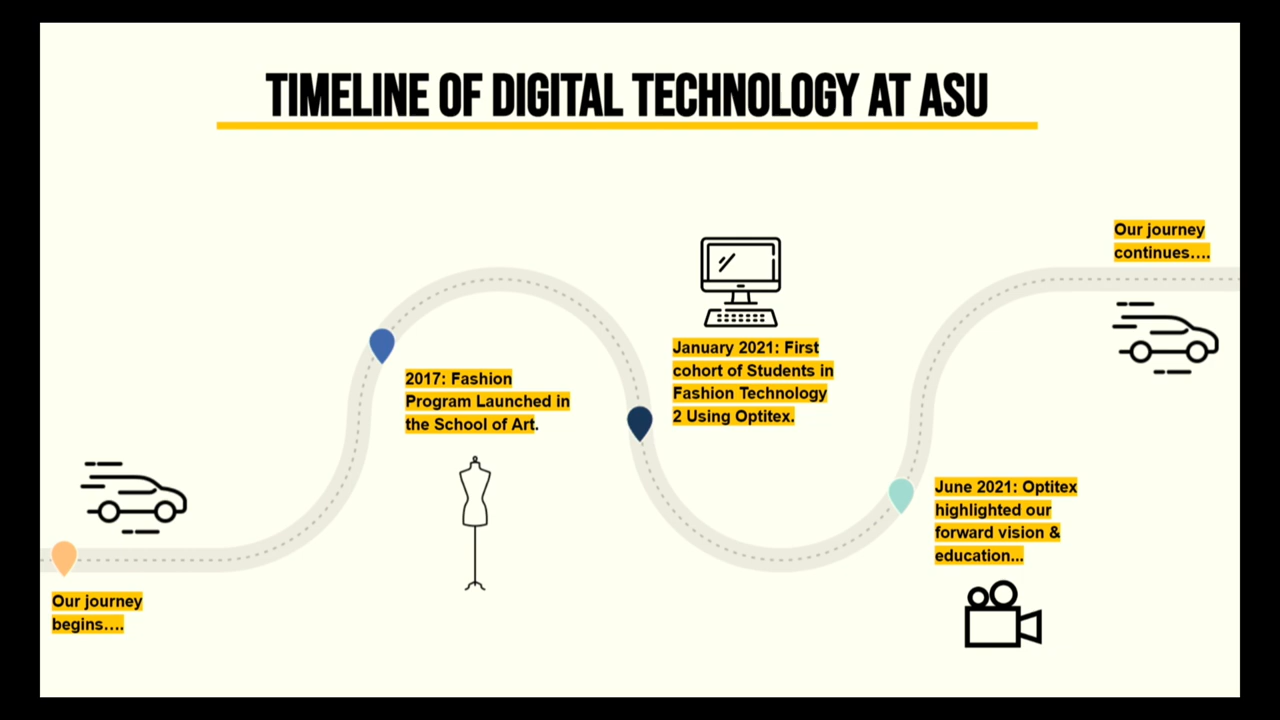 TIMELINE OF DIGITAL TECHNOLOGY AT ASU
Our journey
begins....
2017: Fashion
Program Launched in
the School of Art.
January 2021: First
cohort of Students in
Fashion Technology
2 Using Optitex.
June 2021: Optitex
highlighted our
forward vision &
education...
Our journey
continues....